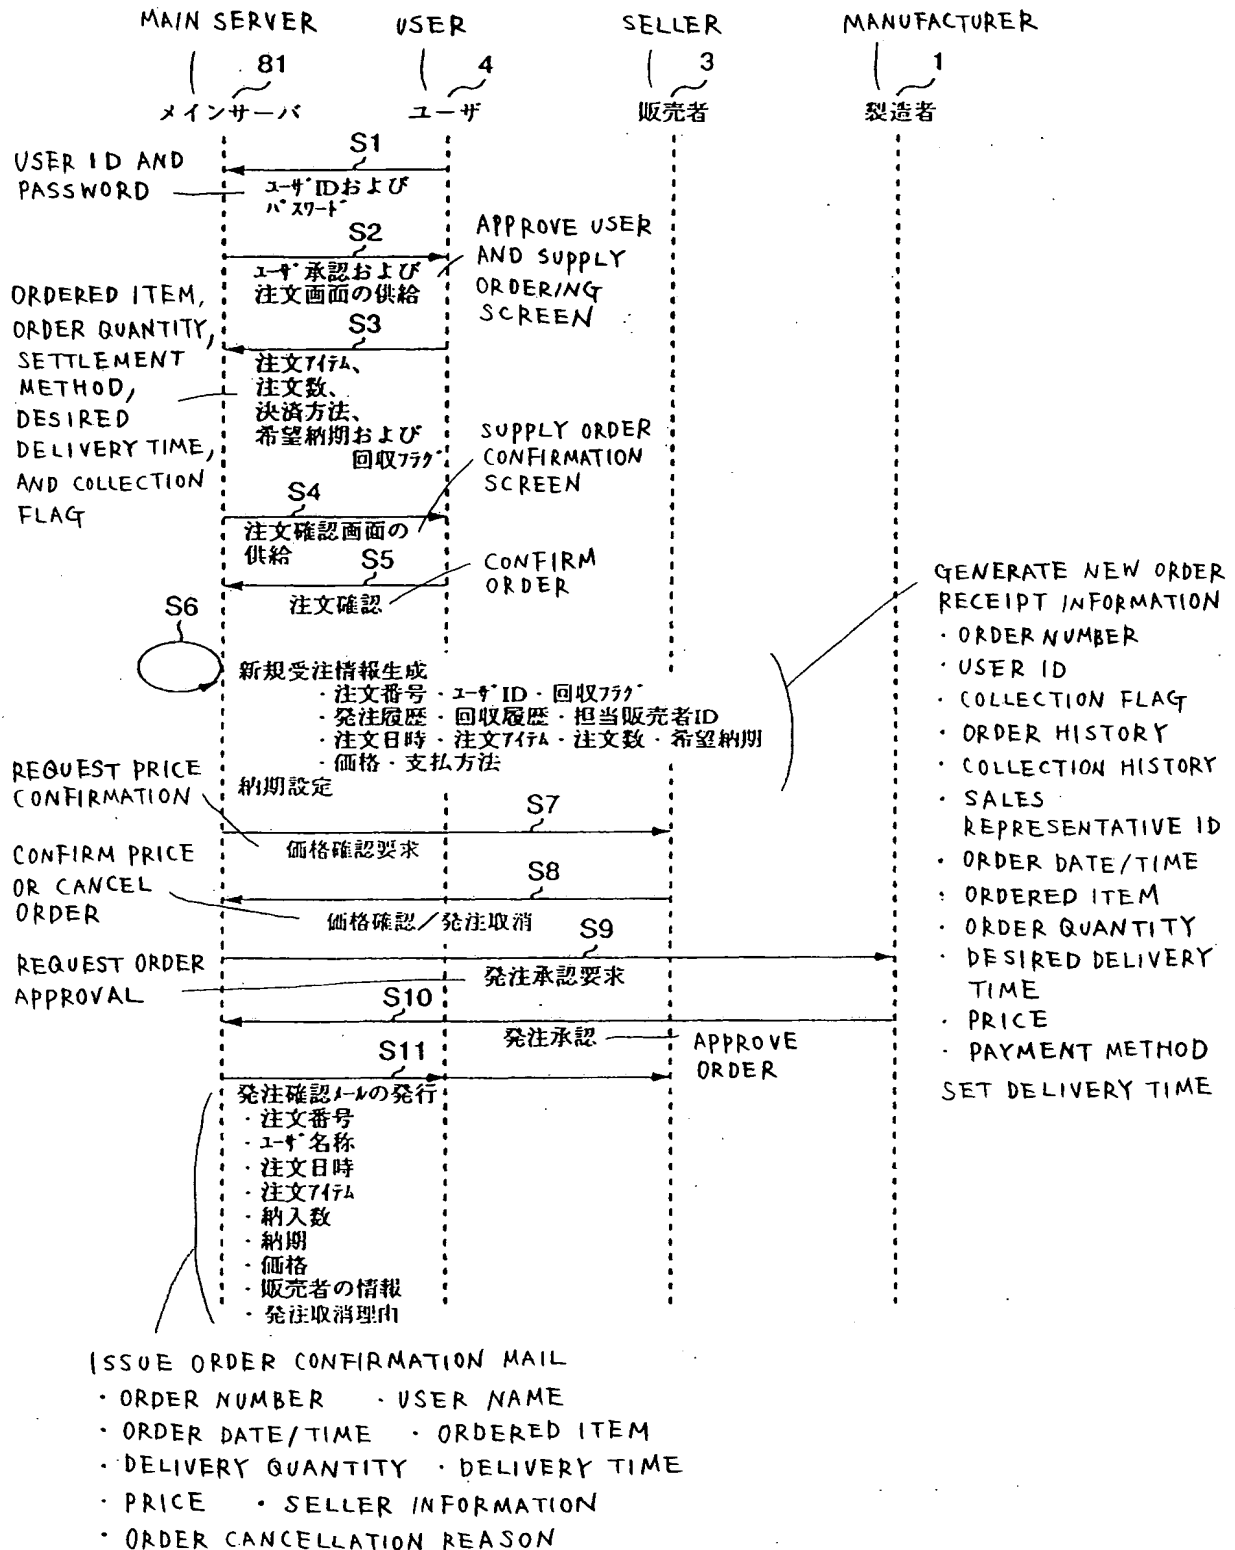 MAIN SERVER USER SELLER MANUFACTURER
81 4 3 1
メインサーバ ユーザ 販売者 製造者
S1
USER ID AND
PASSWORD
ユーザIDおよび
パスワード
S2
ユーザ承認および
注文画面の供給
APPROVE USER
AND SUPPLY
ORDERING
SCREEN
S3
ORDERED ITEM,
ORDER QUANTITY,
SETTLEMENT
METHOD,
DESIRED
DELIVERY TIME,
AND COLLECTION
FLAG
注文アイテム、
注文数、
決済方法、
希望納期および
回収フラグ
SUPPLY ORDER
CONFIRMATION
SCREEN
S4
注文確認画面の
供給
S5
注文確認
CONFIRM
ORDER
S6
新規受注情報生成
・注文番号・ユーザID・回収フラグ
・発注履歴・回収履歴・担当販売者ID
・注文日時・注文アイテム・注文数・希望納期
・価格・支払方法
納期設定
GENERATE NEW ORDER
RECEIPT INFORMATION
・ORDER NUMBER
・USER ID
・COLLECTION FLAG
・ORDER HISTORY
・COLLECTION HISTORY
・SALES
REPRESENTATIVE ID
・ORDER DATE/TIME
・ORDERED ITEM
・ORDER QUANTITY
・DESIRED DELIVERY
TIME
・PRICE
・PAYMENT METHOD
SET DELIVERY TIME
REQUEST PRICE
CONFIRMATION
S7
価格確認要求
CONFIRM PRICE
OR CANCEL
ORDER
S8
価格確認／発注取消
S9
REQUEST ORDER
APPROVAL
発注承認要求
S10
発注承認
APPROVE
ORDER
S11
発注確認メールの発行
・注文番号
・ユーザ名称
・注文日時
・注文アイテム
・納入数
・納期
・価格
・販売者の情報
・発注取消理由
ISSUE ORDER CONFIRMATION MAIL
・ORDER NUMBER ・USER NAME
・ORDER DATE/TIME ・ORDERED ITEM
・DELIVERY QUANTITY ・DELIVERY TIME
・PRICE ・SELLER INFORMATION
・ORDER CANCELLATION REASON